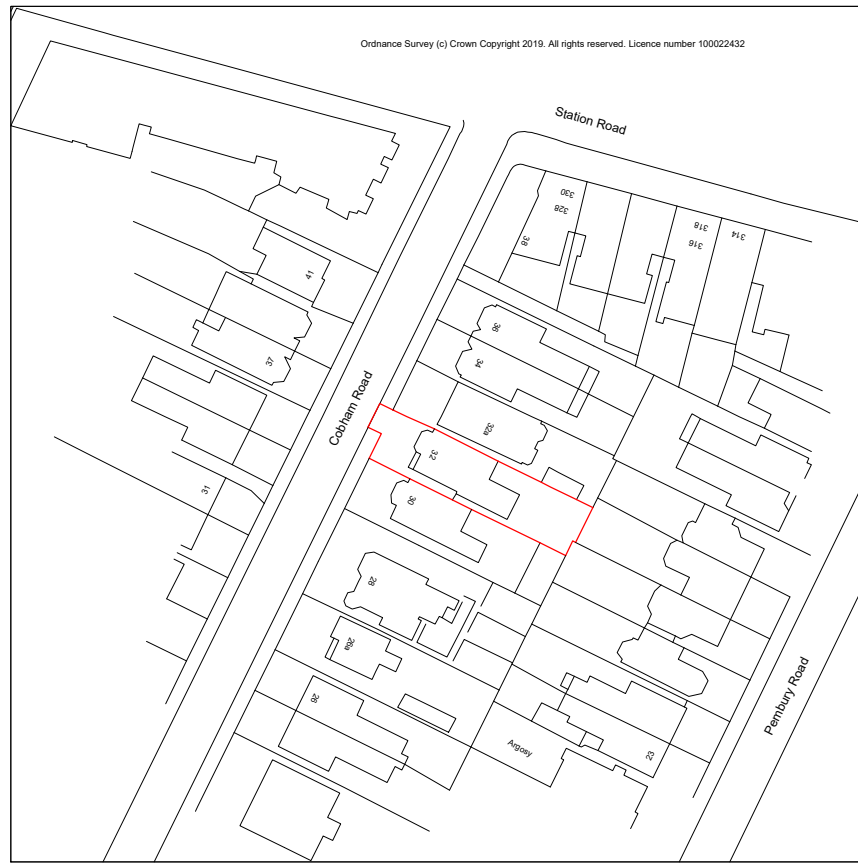 Ordnance Survey (c) Crown Copyright 2019. All rights reserved. Licence number 100022432
Station Road
330
328
38
318
316
314
41
36
34
37
Cobham Road
32a
32
31
30
28
26a
26
Argosy
23
Pembury Road